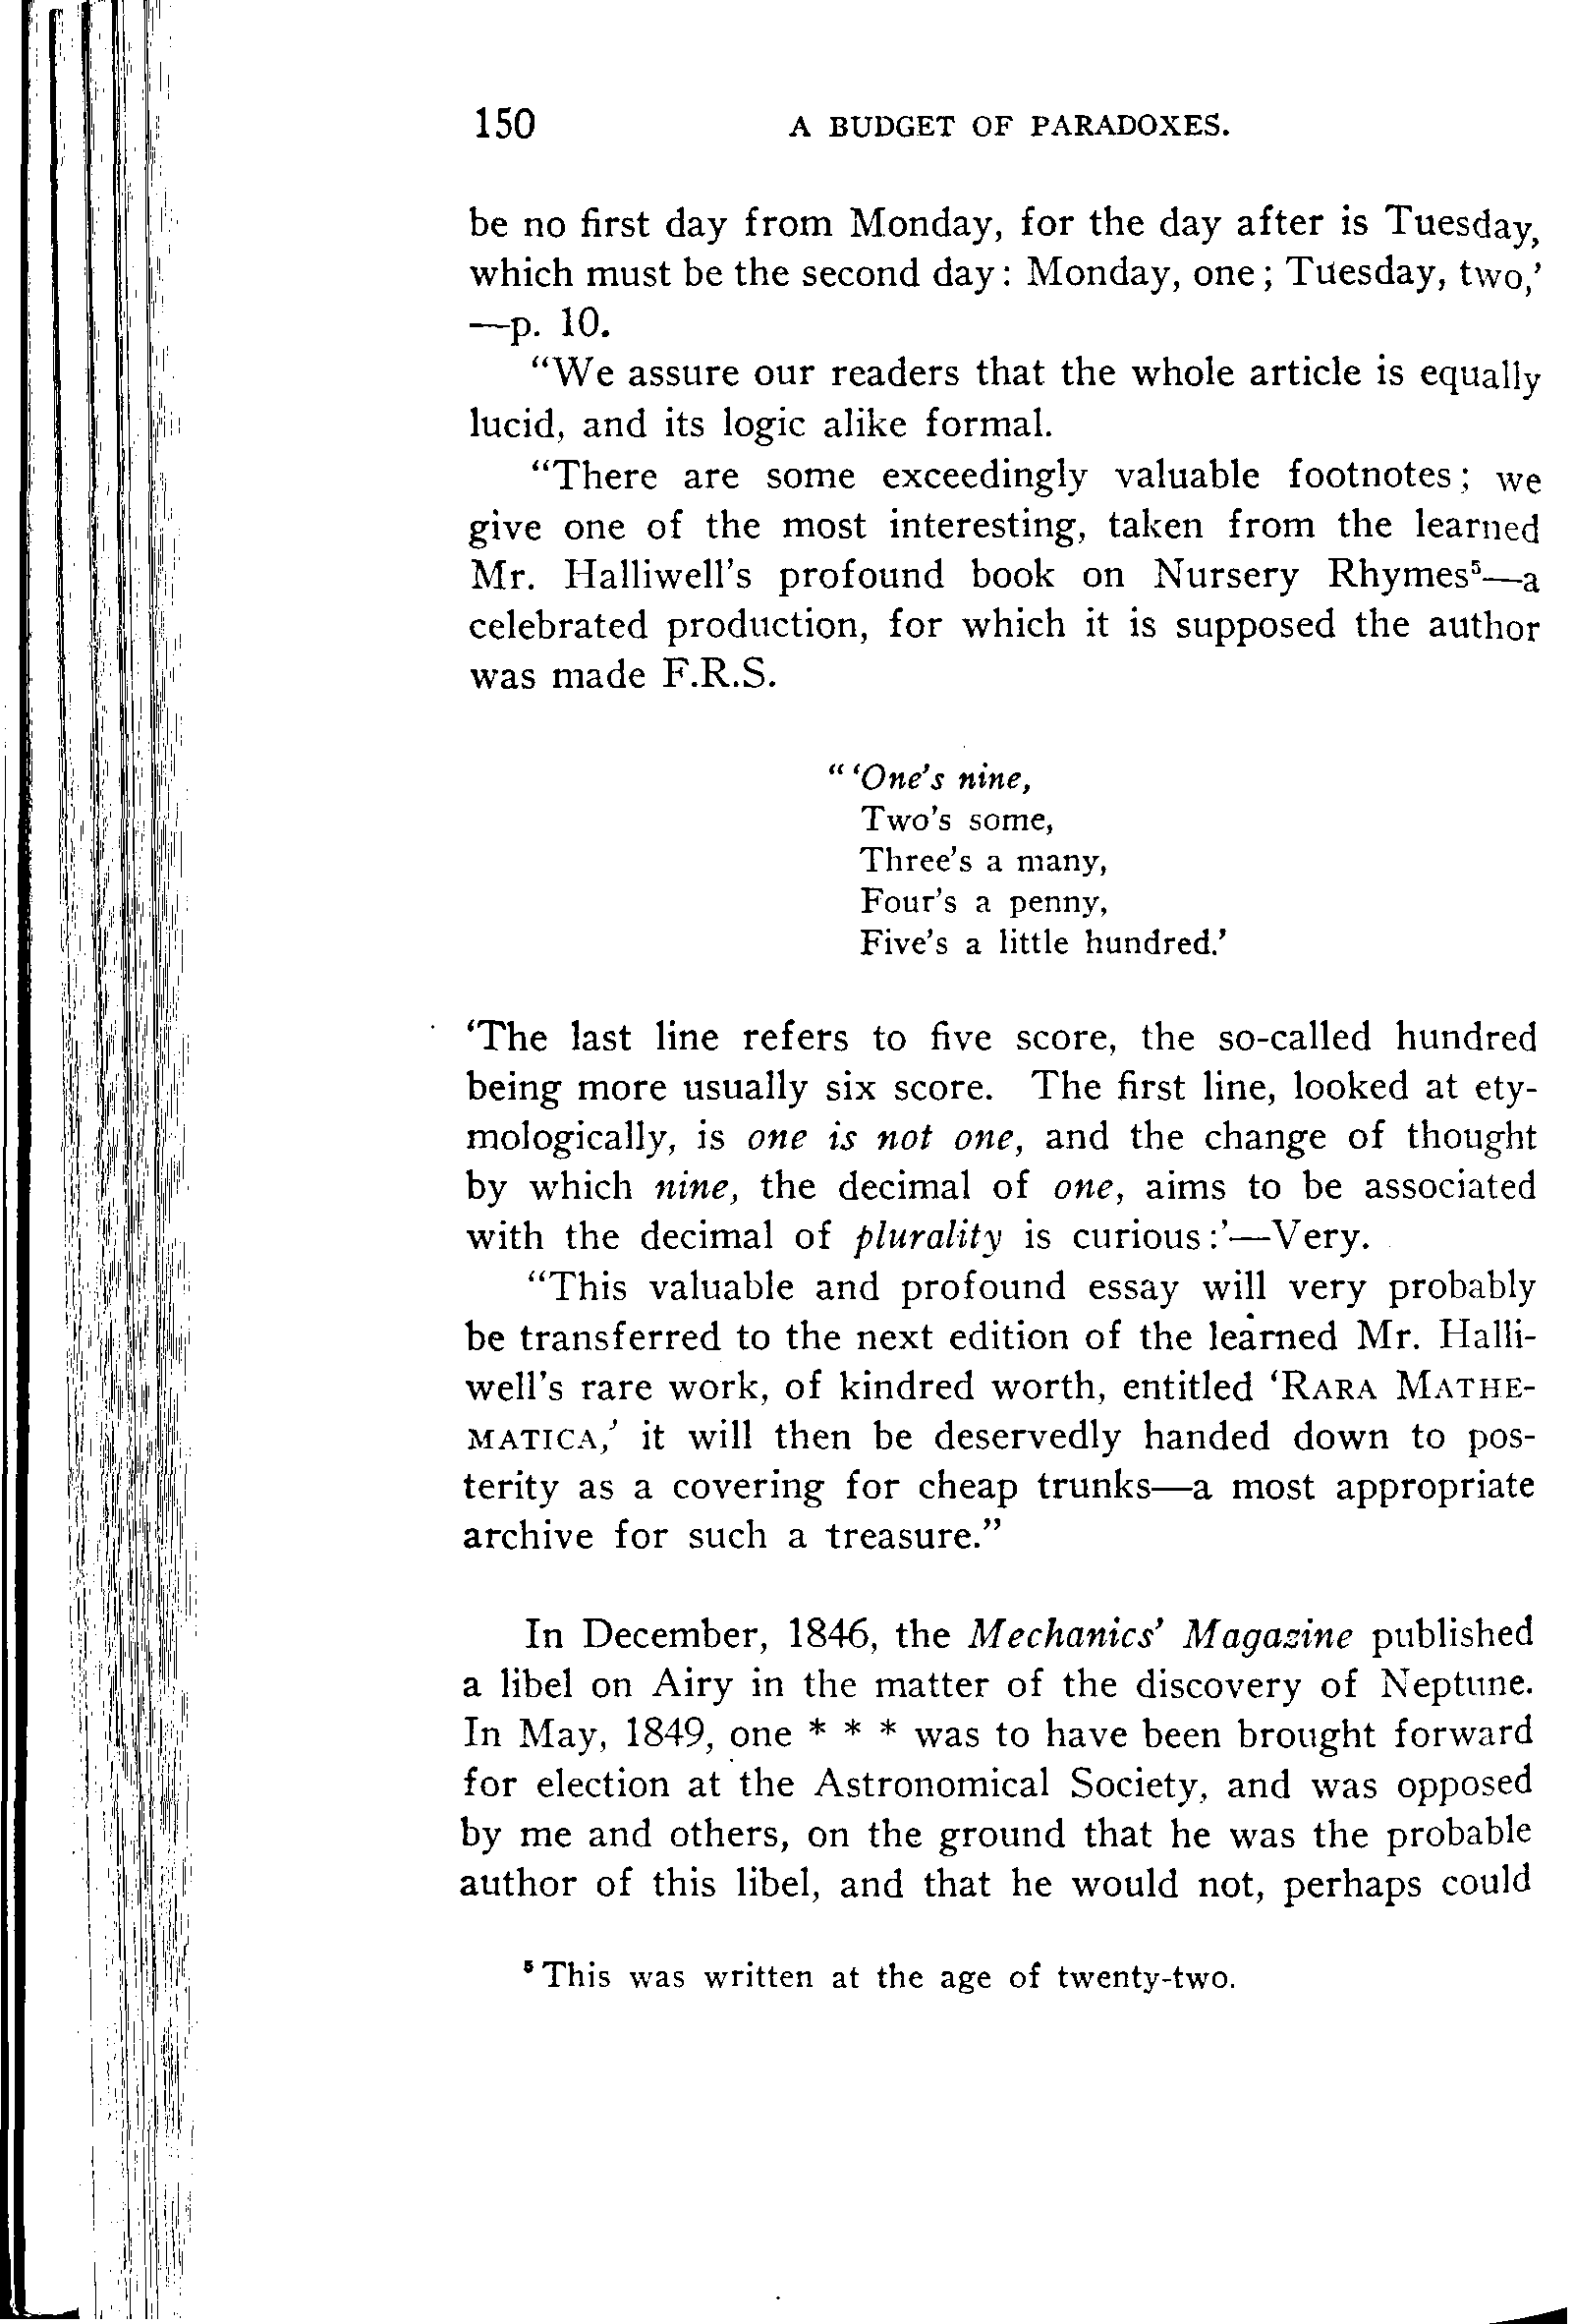 150 A BUDGET OF PARADOXES.
be no first day from Monday, for the day after is Tuesday,
which must be the second day: Monday, one; Tuesday, two,'
—p. 10.
“We assure our readers that the whole article is equally
lucid, and its logic alike formal.
“There are some exceedingly valuable footnotes; we
give one of the most interesting, taken from the learned
Mr. Halliwell's profound book on Nursery Rhymes⁵—a
celebrated production, for which it is supposed the author
was made F.R.S.
“ ‘One's nine,
Two's some,
Three's a many,
Four's a penny,
Five's a little hundred.’
‘The last line refers to five score, the so-called hundred
being more usually six score. The first line, looked at ety-
mologically, is one is not one, and the change of thought
by which nine, the decimal of one, aims to be associated
with the decimal of plurality is curious:’—Very.
“This valuable and profound essay will very probably
be transferred to the next edition of the learned Mr. Halli-
well's rare work, of kindred worth, entitled ‘RARA MATHE-
MATICA,’ it will then be deservedly handed down to pos-
terity as a covering for cheap trunks—a most appropriate
archive for such a treasure.”
In December, 1846, the Mechanics' Magazine published
a libel on Airy in the matter of the discovery of Neptune.
In May, 1849, one * * * was to have been brought forward
for election at the Astronomical Society, and was opposed
by me and others, on the ground that he was the probable
author of this libel, and that he would not, perhaps could
⁵ This was written at the age of twenty-two.